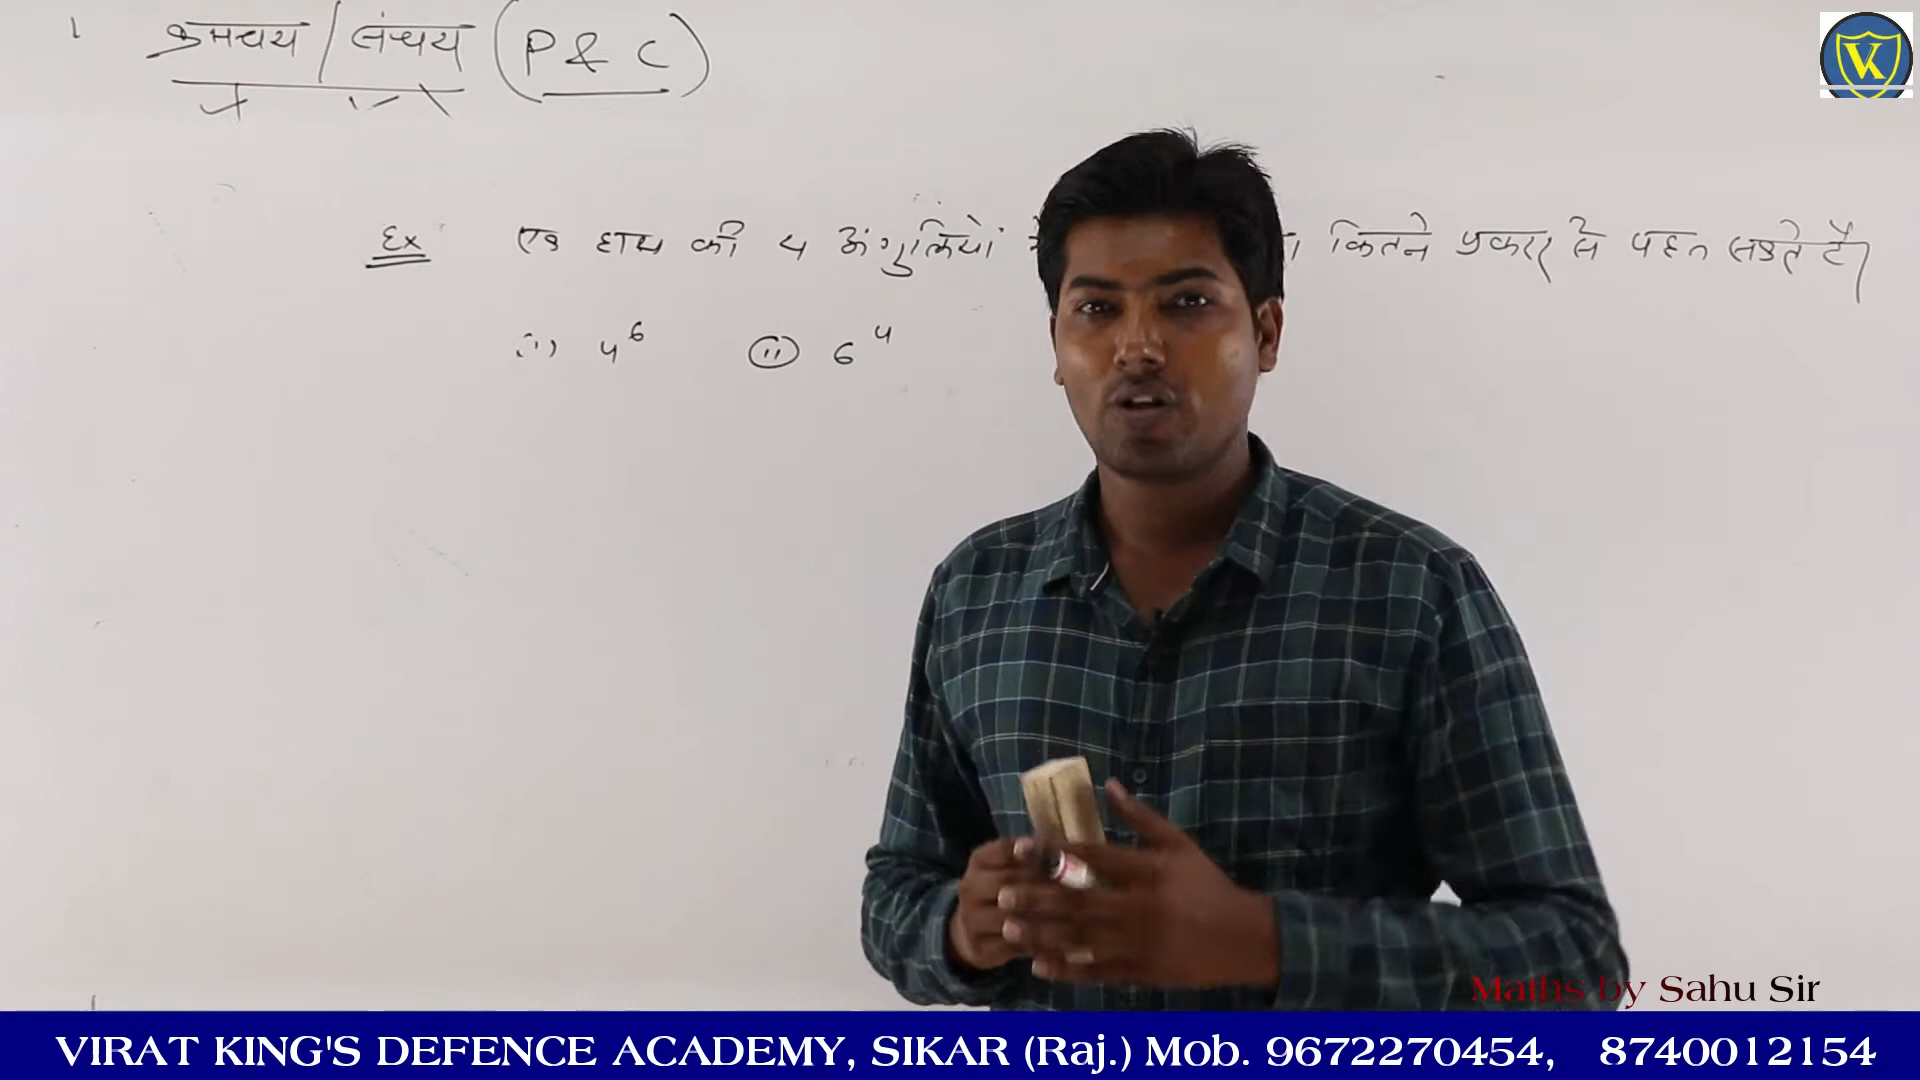 क्रमचय / संचय (P & C)
VK
Ex एक हाथ की 4 अंगुलियों कितने प्रकार से पहन सकते है।
(i) 4⁶ (ii) 6⁴
Maths by Sahu Sir
VIRAT KING'S DEFENCE ACADEMY, SIKAR (Raj.) Mob. 9672270454, 8740012154